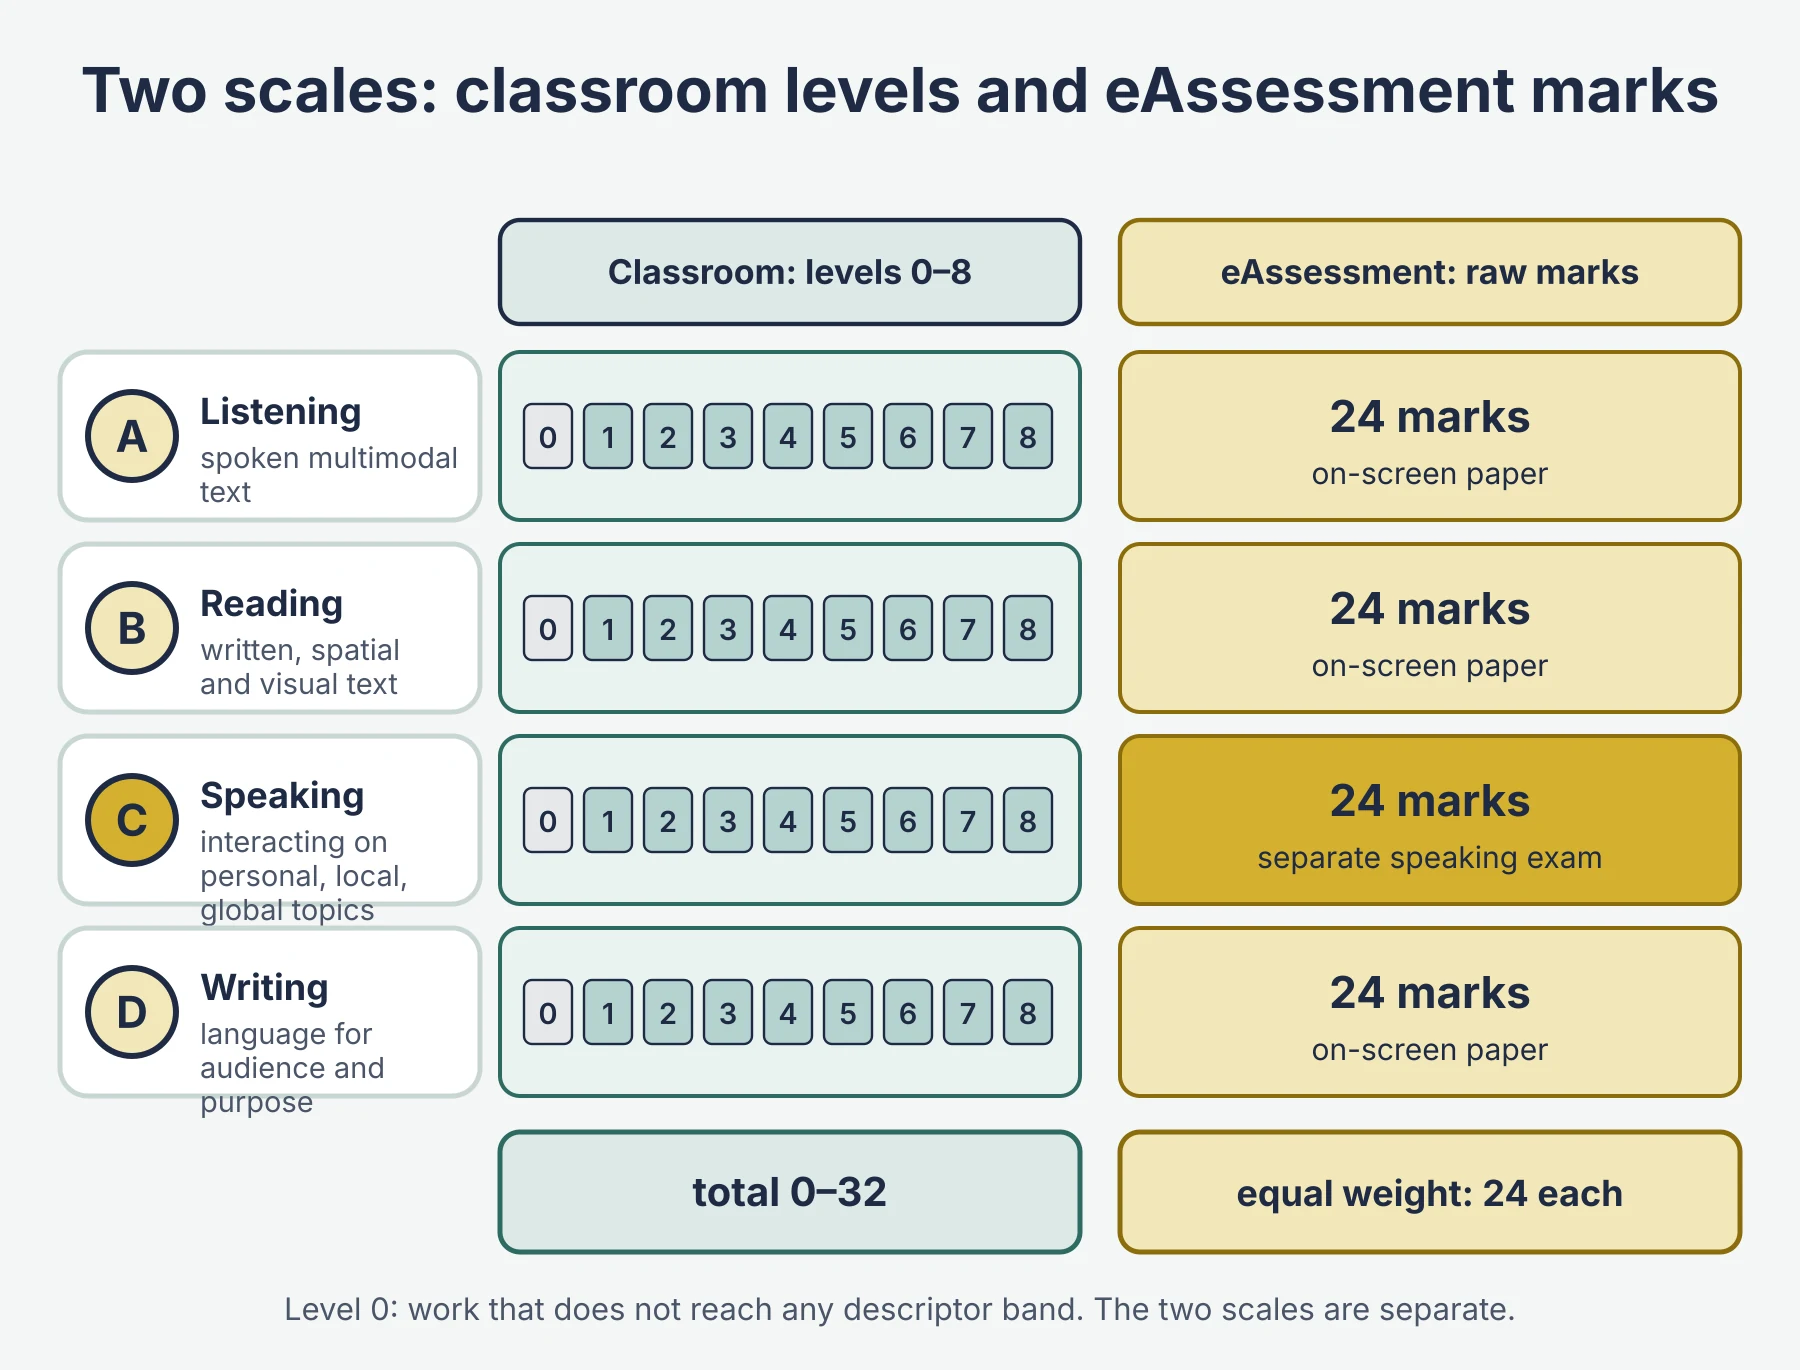 Two scales: classroom levels and eAssessment marks
Classroom: levels 0–8
eAssessment: raw marks
A
Listening
spoken multimodal
text
0 1 2 3 4 5 6 7 8
24 marks
on-screen paper
B
Reading
written, spatial
and visual text
0 1 2 3 4 5 6 7 8
24 marks
on-screen paper
C
Speaking
interacting on
personal, local,
global topics
0 1 2 3 4 5 6 7 8
24 marks
separate speaking exam
D
Writing
language for
audience and
purpose
0 1 2 3 4 5 6 7 8
24 marks
on-screen paper
total 0–32
equal weight: 24 each
Level 0: work that does not reach any descriptor band. The two scales are separate.